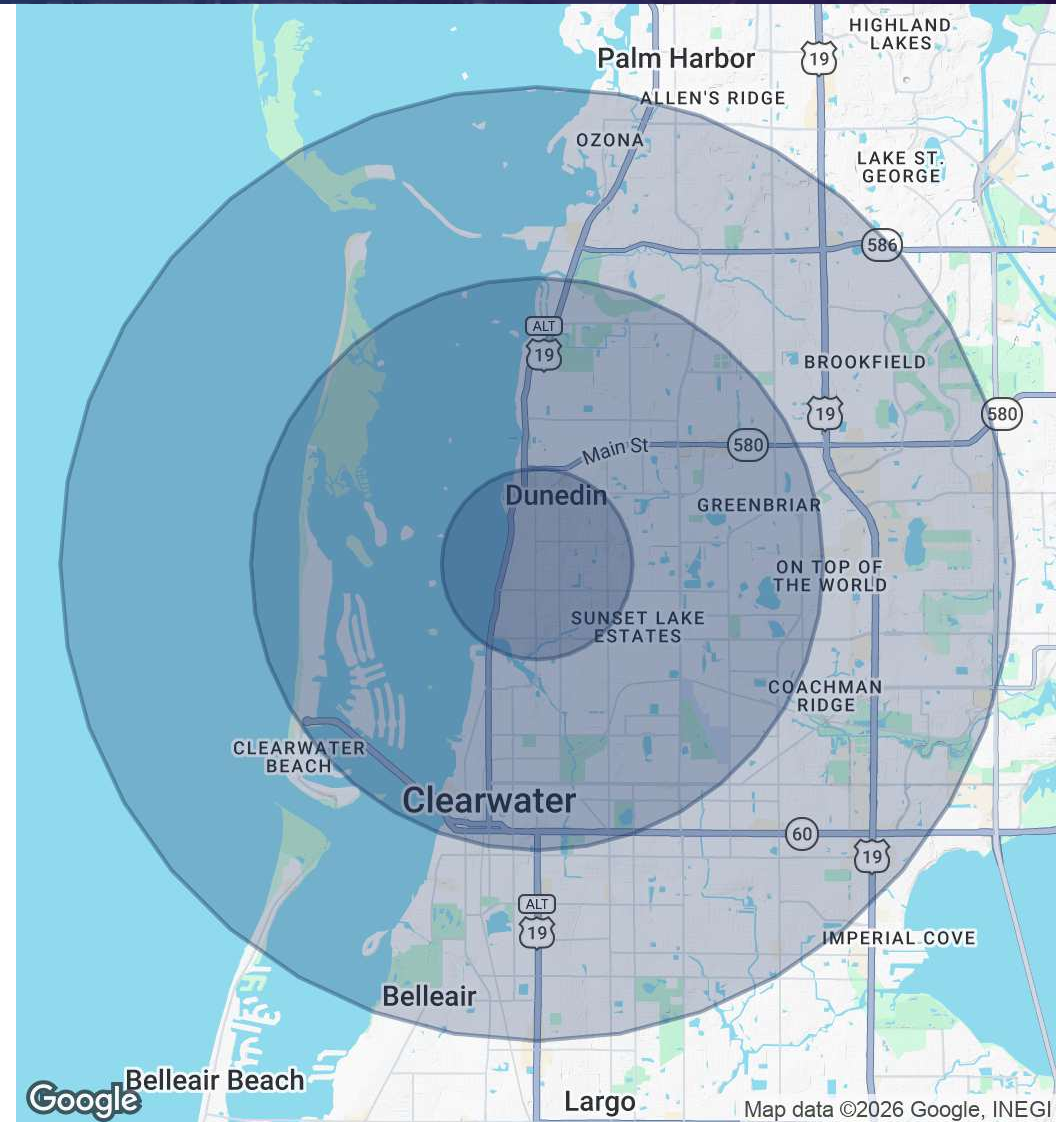 HIGHLAND
LAKES
19
Palm Harbor
ALLEN'S RIDGE
OZONA
LAKE ST.
GEORGE
586
ALT
19
BROOKFIELD
19
580
Main St
580
Dunedin
GREENBRIAR
ON TOP OF
THE WORLD
SUNSET LAKE
ESTATES
COACHMAN
RIDGE
CLEARWATER
BEACH
Clearwater
60
19
ALT
19
IMPERIAL COVE
Belleair
Belleair Beach
Google
Largo
Map data ©2026 Google, INEGI